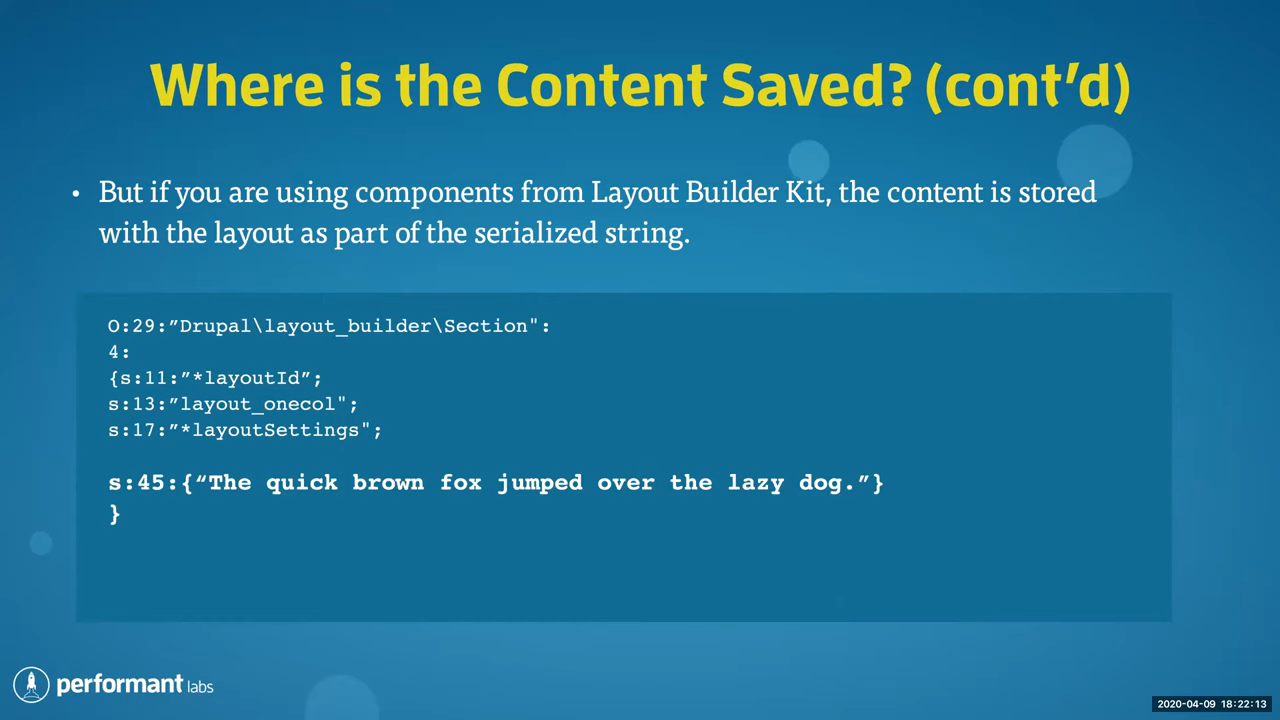 Where is the Content Saved? (cont’d)
• But if you are using components from Layout Builder Kit, the content is stored
with the layout as part of the serialized string.
O:29:”Drupal\layout_builder\Section":
4:
{s:11:”*layoutId”;
s:13:”layout_onecol";
s:17:”*layoutSettings";
s:45:{“The quick brown fox jumped over the lazy dog.”}
}
performant labs
2020-04-09 18:22:13